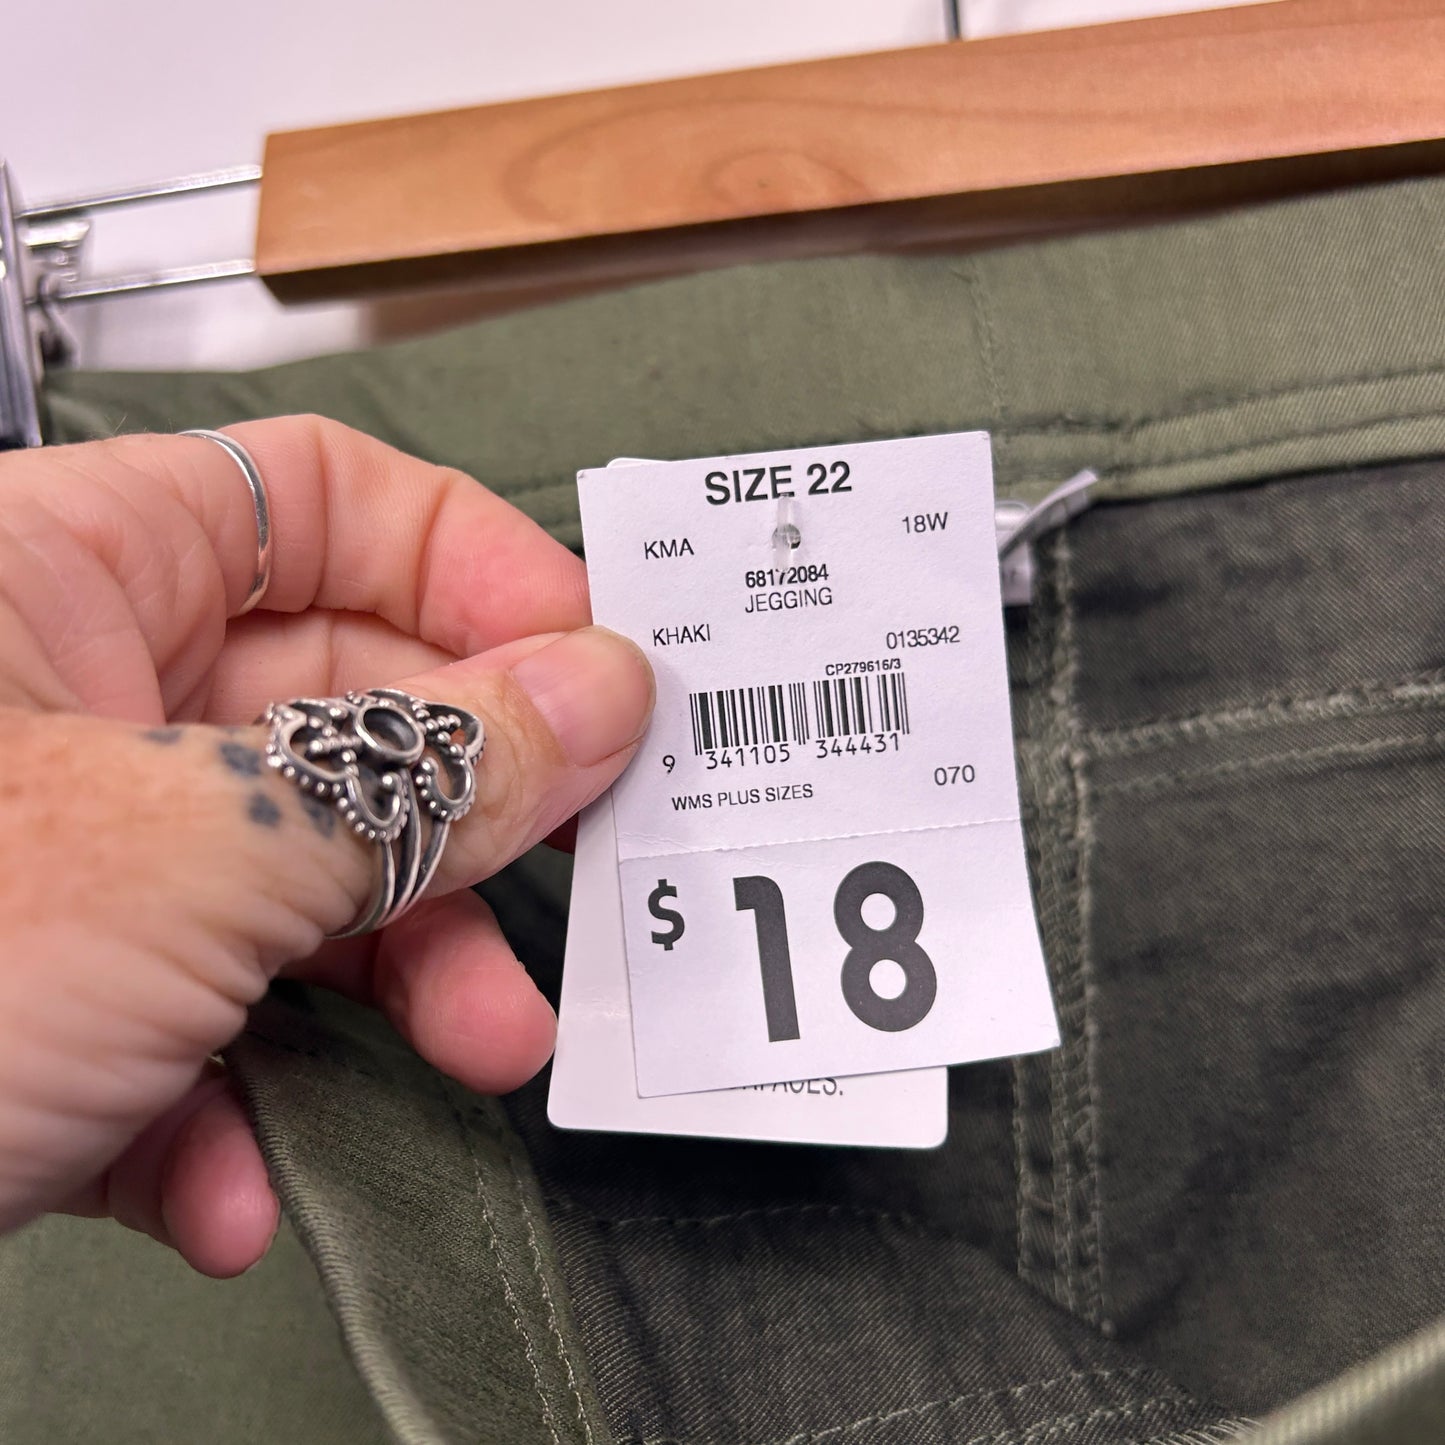 SIZE 22
KMA 18W
68172084
JEGGING
KHAKI 0135342
CP279616/3
9 341105 344431
WMS PLUS SIZES 070
$18